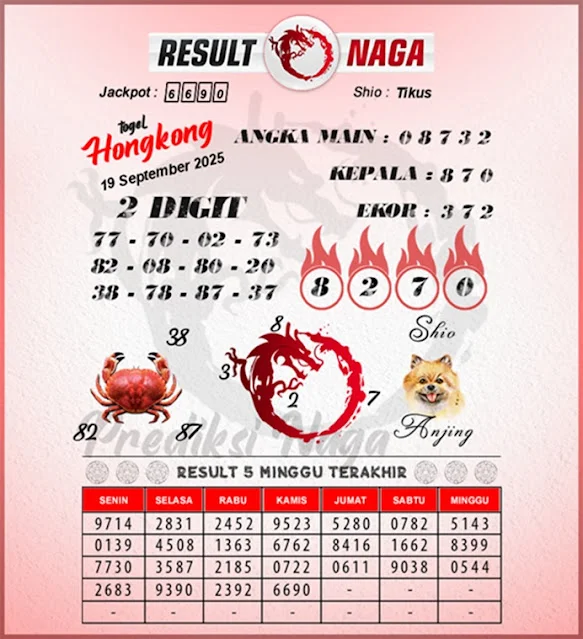 RESULT NAGA
Jackpot : 6690
Shio : Tikus
Togel
Hongkong
19 September 2025
ANGKA MAIN : 0 8 7 3 2
KEPALA : 8 7 0
EKOR : 3 7 2
2 DIGIT
77 - 70 - 02 - 73
82 - 08 - 80 - 20
38 - 78 - 87 - 37
8 2 7 0
38
82 87
8
3
2
7
Shio
Anjing
Prediksi Naga
RESULT 5 MINGGU TERAKHIR
SENIN SELASA RABU KAMIS JUMAT SABTU MINGGU
9714 2831 2452 9523 5280 0782 5143
0139 4508 1363 6762 8416 1662 8399
7730 3587 2185 0722 0611 9038 0544
2683 9390 2392 6690 - - -
- - - - - - -